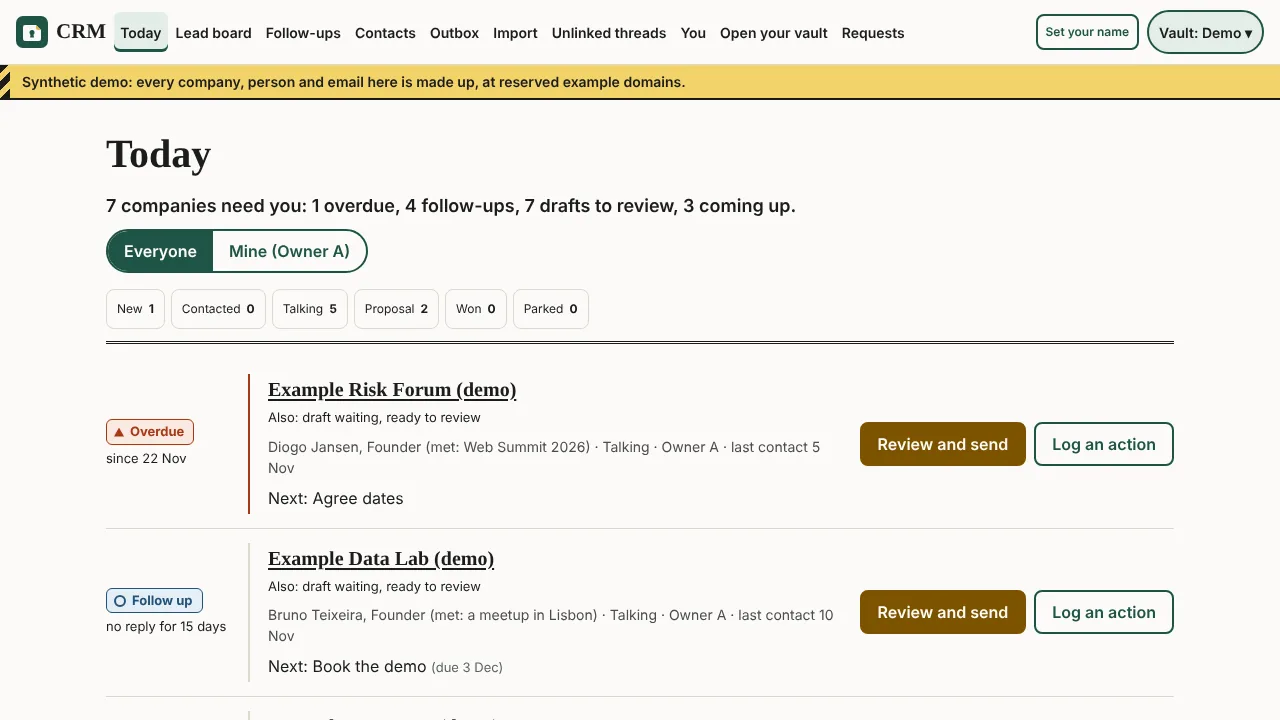 CRM
Today
Lead board
Follow-ups
Contacts
Outbox
Import
Unlinked threads
You
Open your vault
Requests
Set your name
Vault: Demo ▾
Synthetic demo: every company, person and email here is made up, at reserved example domains.
Today
7 companies need you: 1 overdue, 4 follow-ups, 7 drafts to review, 3 coming up.
Everyone
Mine (Owner A)
New 1
Contacted 0
Talking 5
Proposal 2
Won 0
Parked 0
Overdue
since 22 Nov
Example Risk Forum (demo)
Also: draft waiting, ready to review
Diogo Jansen, Founder (met: Web Summit 2026) · Talking · Owner A · last contact 5
Nov
Next: Agree dates
Review and send
Log an action
Follow up
no reply for 15 days
Example Data Lab (demo)
Also: draft waiting, ready to review
Bruno Teixeira, Founder (met: a meetup in Lisbon) · Talking · Owner A · last contact 10
Nov
Next: Book the demo (due 3 Dec)
Review and send
Log an action